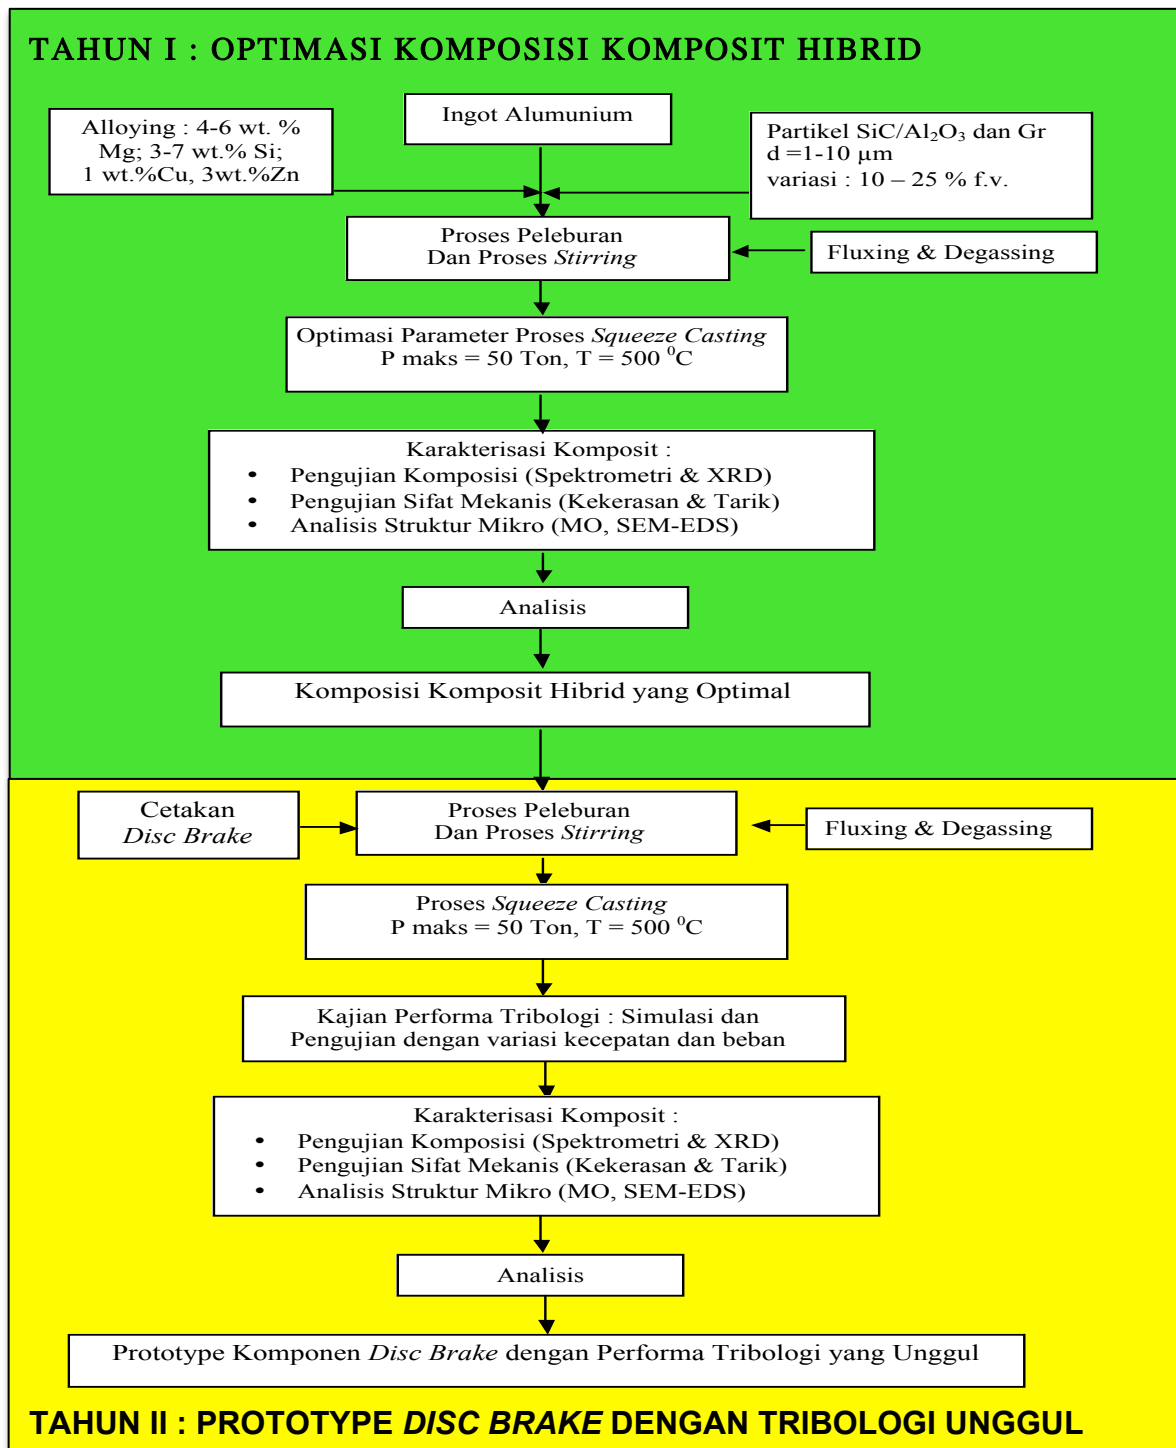 TAHUN I : OPTIMASI KOMPOSISI KOMPOSIT HIBRID
Ingot Alumunium
Alloying : 4-6 wt. %
Mg; 3-7 wt.% Si;
1 wt.%Cu, 3wt.%Zn
Partikel SiC/Al₂O₃ dan Gr
d =1-10 µm
variasi : 10 – 25 % f.v.
Proses Peleburan
Dan Proses Stirring
Fluxing & Degassing
Optimasi Parameter Proses Squeeze Casting
P maks = 50 Ton, T = 500 ⁰C
Karakterisasi Komposit :
• Pengujian Komposisi (Spektrometri & XRD)
• Pengujian Sifat Mekanis (Kekerasan & Tarik)
• Analisis Struktur Mikro (MO, SEM-EDS)
Analisis
Komposisi Komposit Hibrid yang Optimal
Cetakan
Disc Brake
Proses Peleburan
Dan Proses Stirring
Fluxing & Degassing
Proses Squeeze Casting
P maks = 50 Ton, T = 500 ⁰C
Kajian Performa Tribologi : Simulasi dan
Pengujian dengan variasi kecepatan dan beban
Karakterisasi Komposit :
• Pengujian Komposisi (Spektrometri & XRD)
• Pengujian Sifat Mekanis (Kekerasan & Tarik)
• Analisis Struktur Mikro (MO, SEM-EDS)
Analisis
Prototype Komponen Disc Brake dengan Performa Tribologi yang Unggul
TAHUN II : PROTOTYPE DISC BRAKE DENGAN TRIBOLOGI UNGGUL